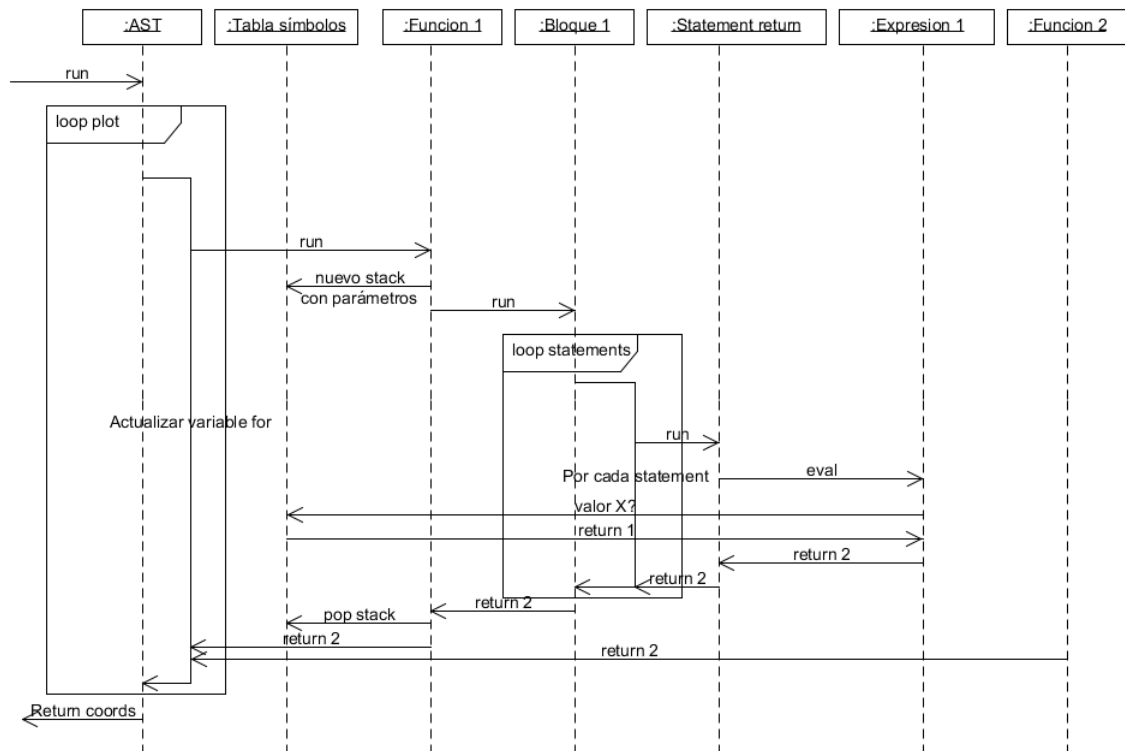 :AST
:Tabla símbolos
:Funcion 1
:Bloque 1
:Statement return
:Expresion 1
:Funcion 2
run
loop plot
run
nuevo stack
con parámetros
run
loop statements
Actualizar variable for
run
Por cada statement
eval
valor X?
return 1
return 2
return 2
return 2
pop stack
return 2
return 2
Return coords